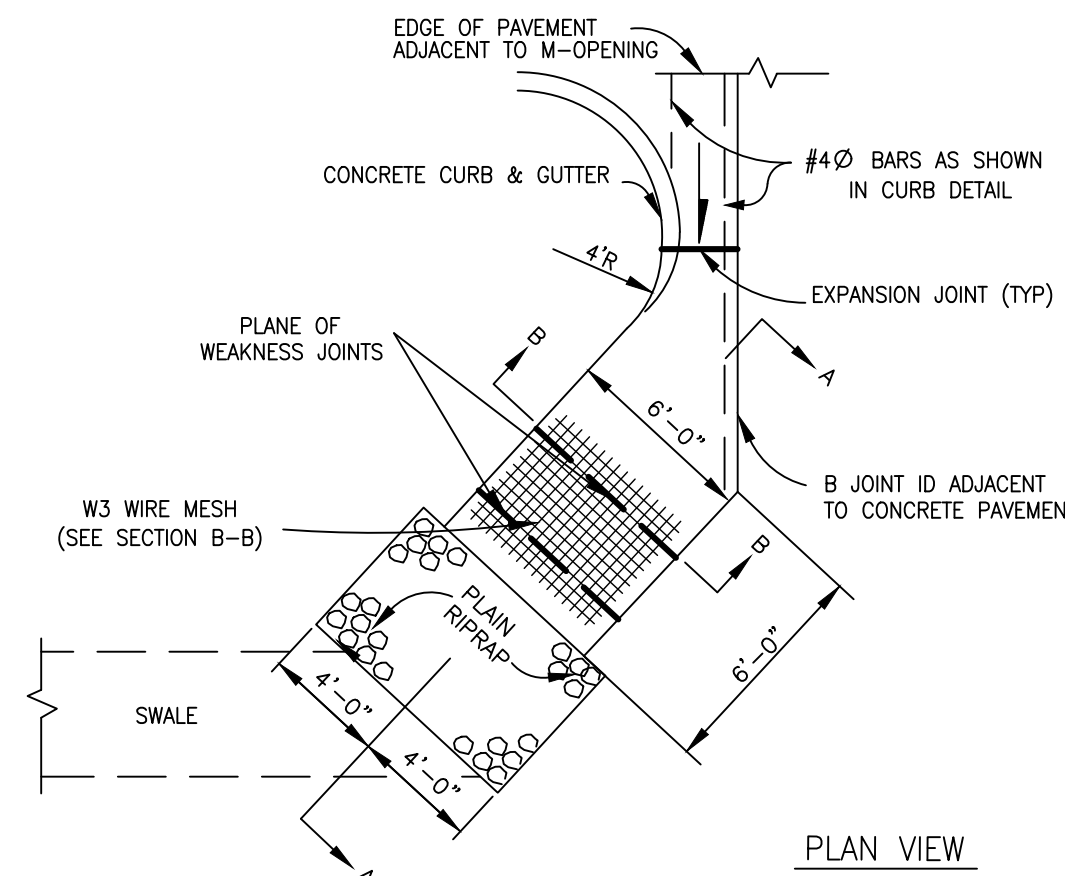 EDGE OF PAVEMENT
ADJACENT TO M-OPENING
CONCRETE CURB & GUTTER
#4Ø BARS AS SHOWN
IN CURB DETAIL
4'R
EXPANSION JOINT (TYP)
PLANE OF
WEAKNESS JOINTS
B
A
6'-0"
B JOINT ID ADJACENT
TO CONCRETE PAVEMEN
W3 WIRE MESH
(SEE SECTION B-B)
B
PLAIN
RIPRAP
6'-0"
4'-0"
SWALE
4'-0"
PLAN VIEW
A